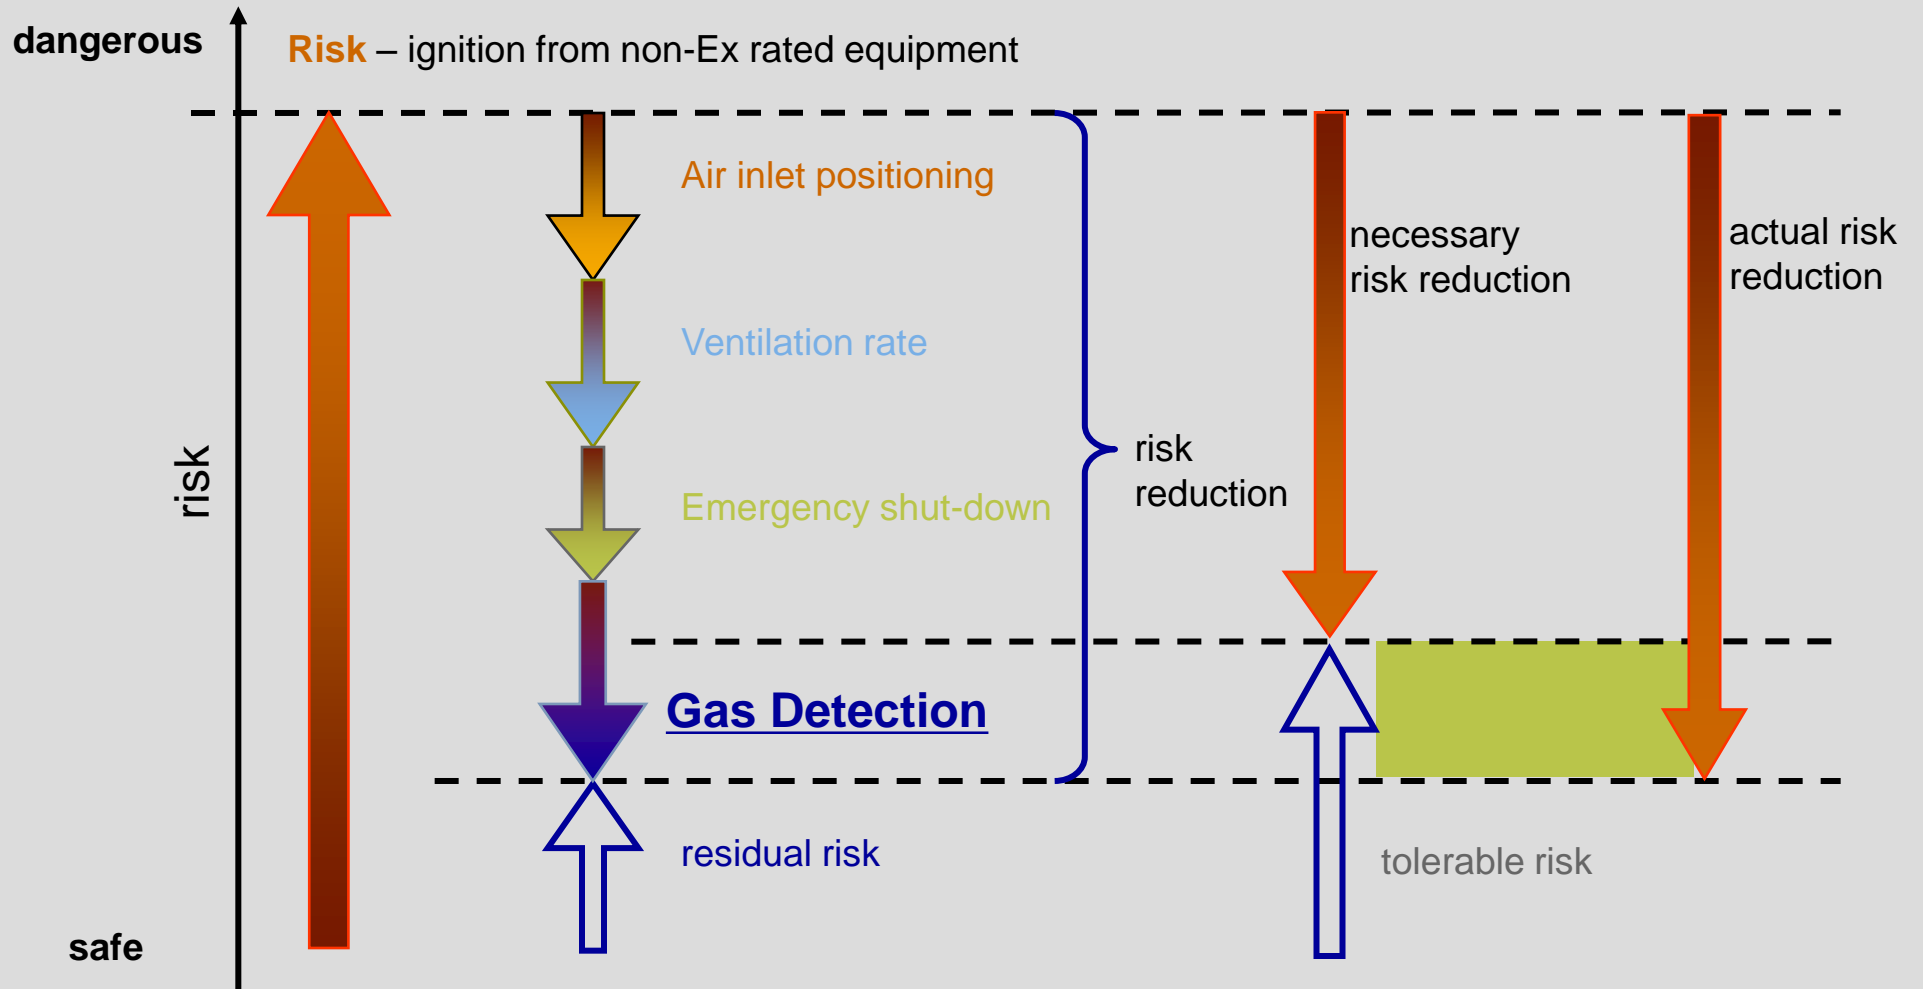 dangerous
Risk – ignition from non-Ex rated equipment
Air inlet positioning
necessary
risk reduction
actual risk
reduction
Ventilation rate
risk
risk
reduction
Emergency shut-down
Gas Detection
residual risk
tolerable risk
safe